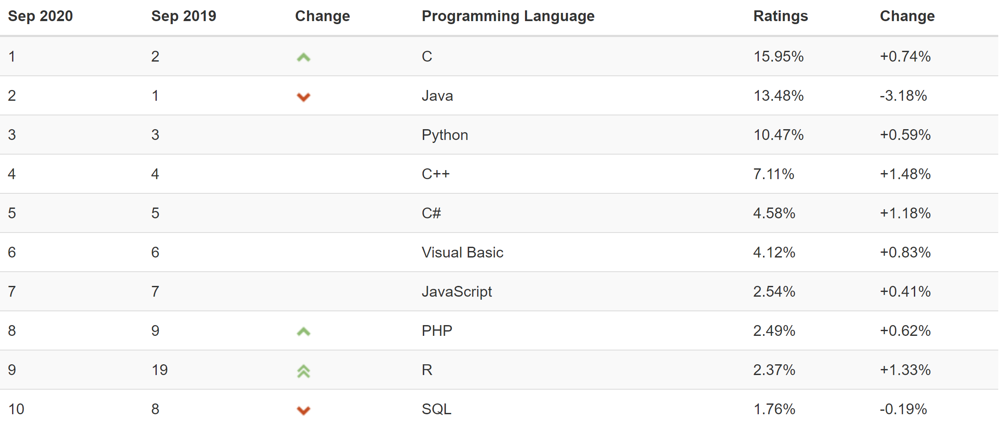 Sep 2020 Sep 2019 Change Programming Language Ratings Change
1 2 C 15.95% +0.74%
2 1 Java 13.48% -3.18%
3 3 Python 10.47% +0.59%
4 4 C++ 7.11% +1.48%
5 5 C# 4.58% +1.18%
6 6 Visual Basic 4.12% +0.83%
7 7 JavaScript 2.54% +0.41%
8 9 PHP 2.49% +0.62%
9 19 R 2.37% +1.33%
10 8 SQL 1.76% -0.19%